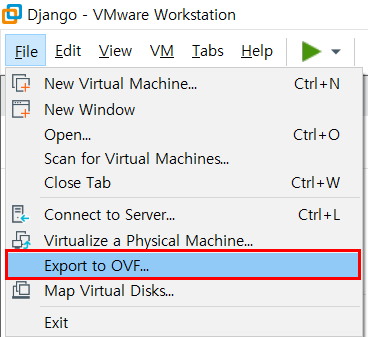 Django - VMware Workstation
File Edit View VM Tabs Help
New Virtual Machine... Ctrl+N
New Window
Open... Ctrl+O
Scan for Virtual Machines...
Close Tab Ctrl+W
Connect to Server... Ctrl+L
Virtualize a Physical Machine...
Export to OVF...
Map Virtual Disks...
Exit